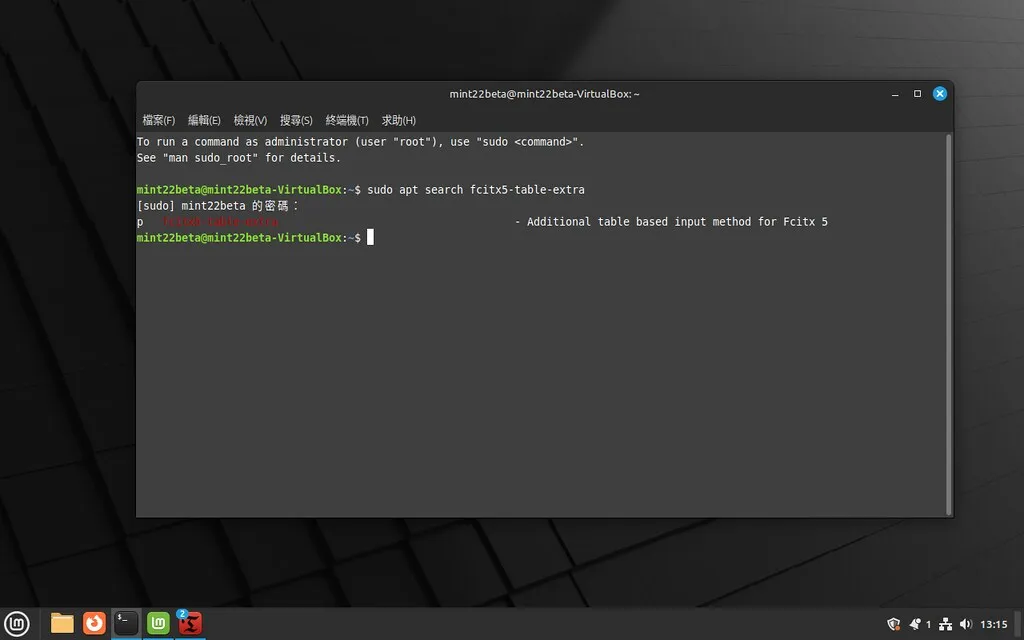 mint22beta@mint22beta-VirtualBox: ~
檔案(F) 編輯(E) 檢視(V) 搜尋(S) 終端機(T) 求助(H)
To run a command as administrator (user "root"), use "sudo <command>".
See "man sudo_root" for details.
mint22beta@mint22beta-VirtualBox:~$ sudo apt search fcitx5-table-extra
[sudo] mint22beta 的密碼：
p fcitx5-table-extra - Additional table based input method for Fcitx 5
mint22beta@mint22beta-VirtualBox:~$
2
1 13:15